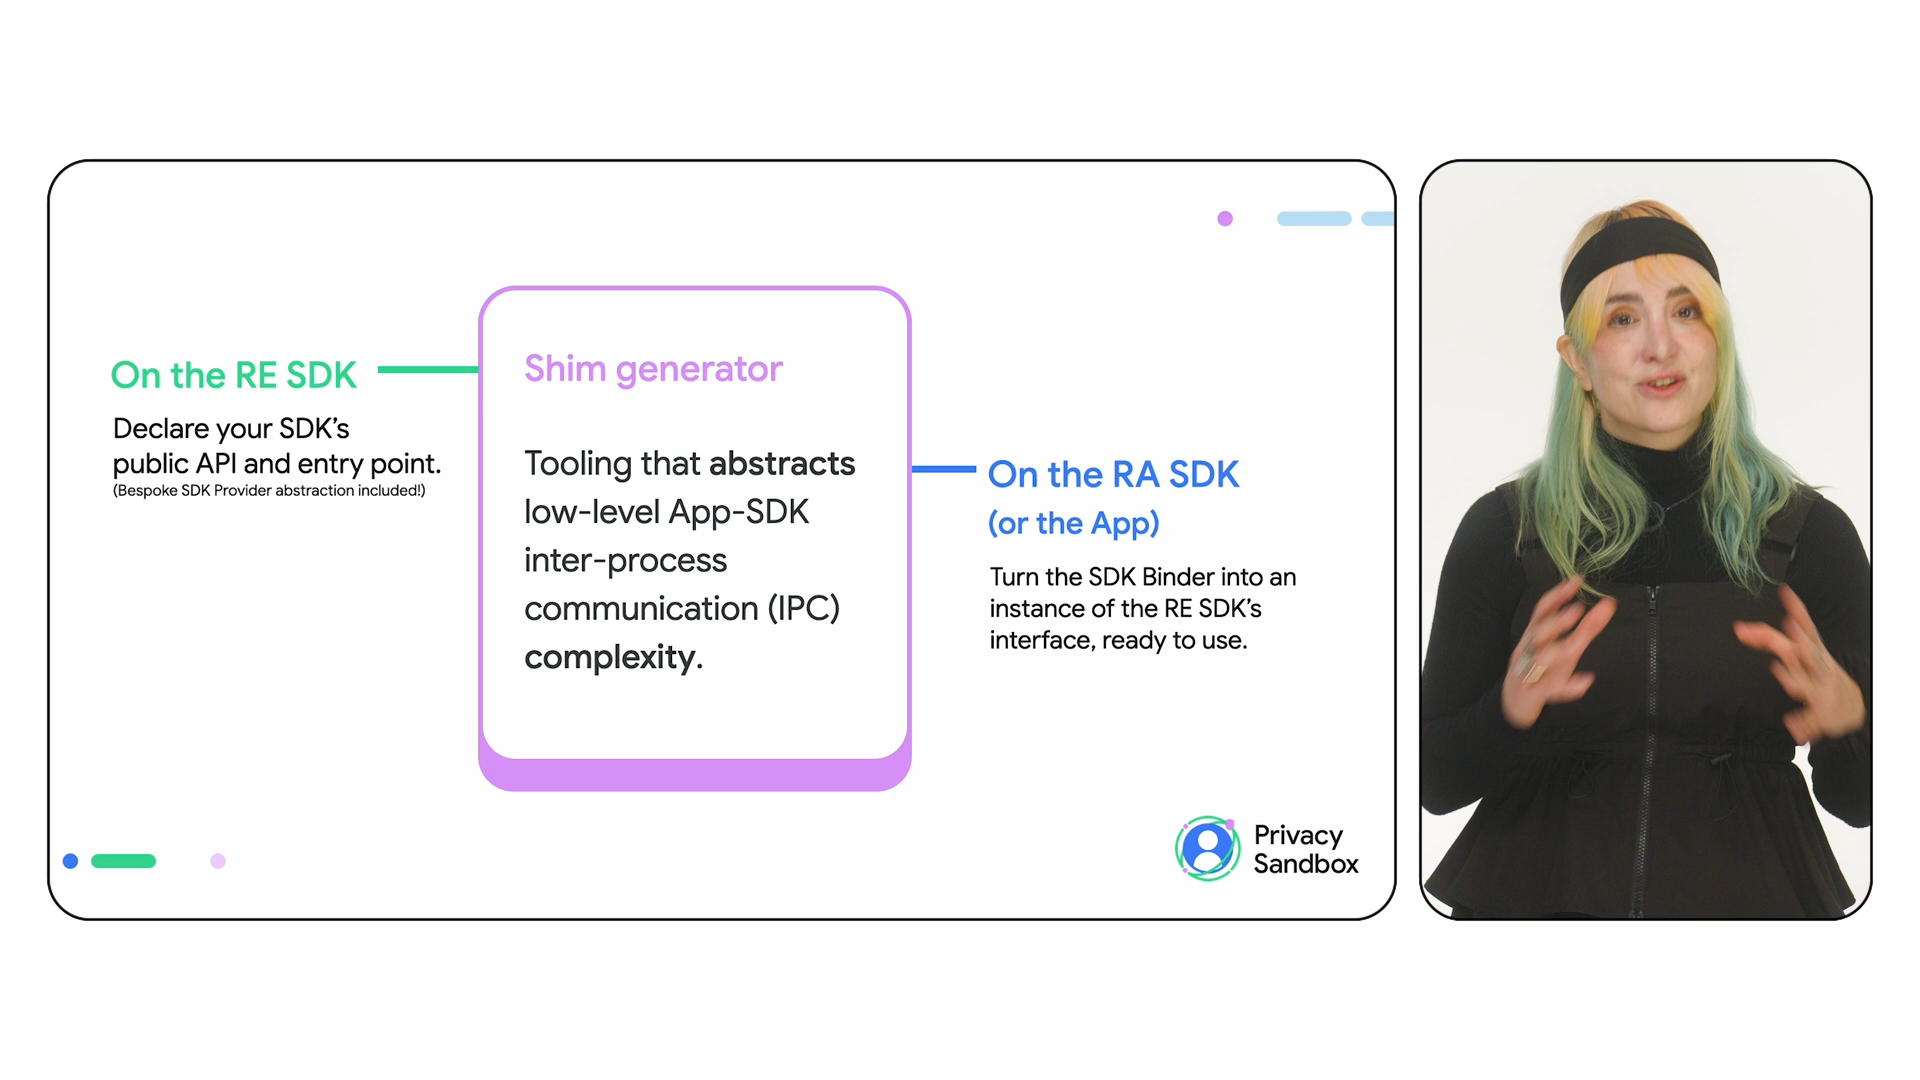 On the RE SDK
Declare your SDK’s
public API and entry point.
(Bespoke SDK Provider abstraction included!)
Shim generator
Tooling that abstracts
low-level App-SDK
inter-process
communication (IPC)
complexity.
On the RA SDK
(or the App)
Turn the SDK Binder into an
instance of the RE SDK’s
interface, ready to use.
Privacy
Sandbox